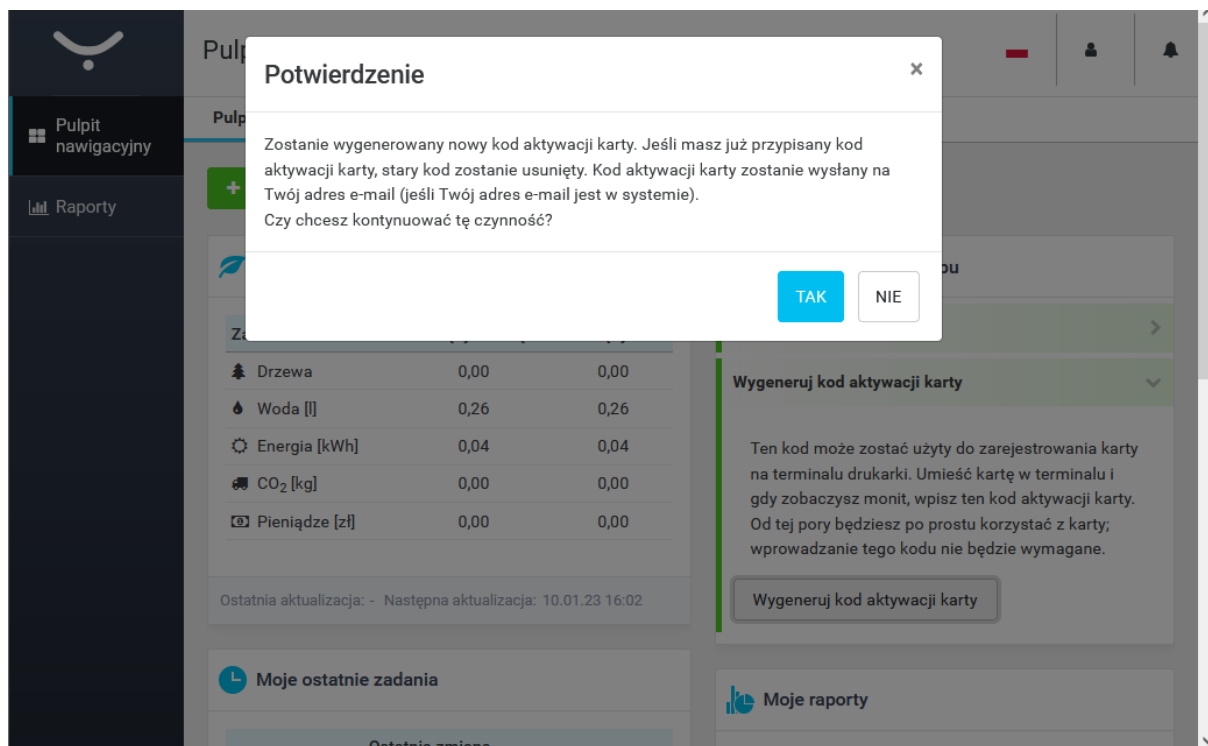 Potwierdzenie
×
Pulpit
nawigacyjny
Raporty
Zostanie wygenerowany nowy kod aktywacji karty. Jeśli masz już przypisany kod
aktywacji karty, stary kod zostanie usunięty. Kod aktywacji karty zostanie wysłany na
Twój adres e-mail (jeśli Twój adres e-mail jest w systemie).
Czy chcesz kontynuować tę czynność?
TAK NIE
Drzewa 0,00 0,00
Woda [l] 0,26 0,26
Energia [kWh] 0,04 0,04
CO₂ [kg] 0,00 0,00
Pieniądze [zł] 0,00 0,00
Ostatnia aktualizacja: - Następna aktualizacja: 10.01.23 16:02
Wygeneruj kod aktywacji karty
Ten kod może zostać użyty do zarejestrowania karty
na terminalu drukarki. Umieść kartę w terminalu i
gdy zobaczysz monit, wpisz ten kod aktywacji karty.
Od tej pory będziesz po prostu korzystać z karty;
wprowadzanie tego kodu nie będzie wymagane.
Wygeneruj kod aktywacji karty
Moje ostatnie zadania
Moje raporty